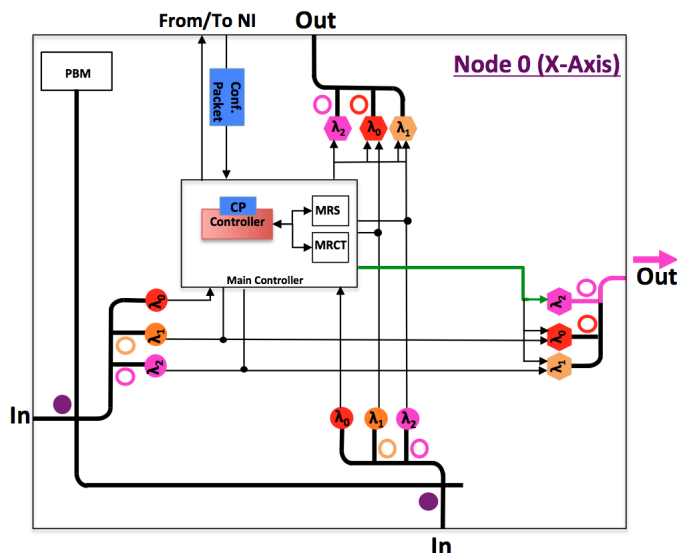 From/To NI
Out
Node 0 (X-Axis)
PBM
Conf.
Packet
λ2
λ0
λ1
CP
Controller
MRS
MRCT
Main Controller
Out
λ0
λ1
λ2
λ2
λ0
λ1
In
λ0
λ1
λ2
In